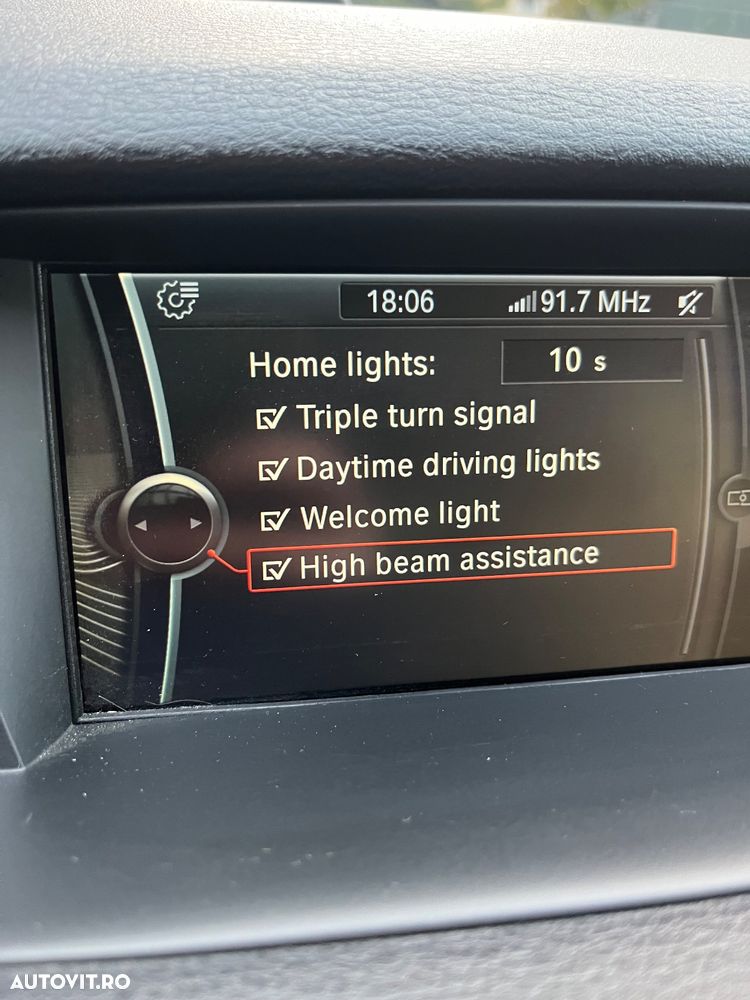 18:06 91.7 MHz
Home lights: 10 s
Triple turn signal
Daytime driving lights
Welcome light
High beam assistance
AUTOVIT.RO